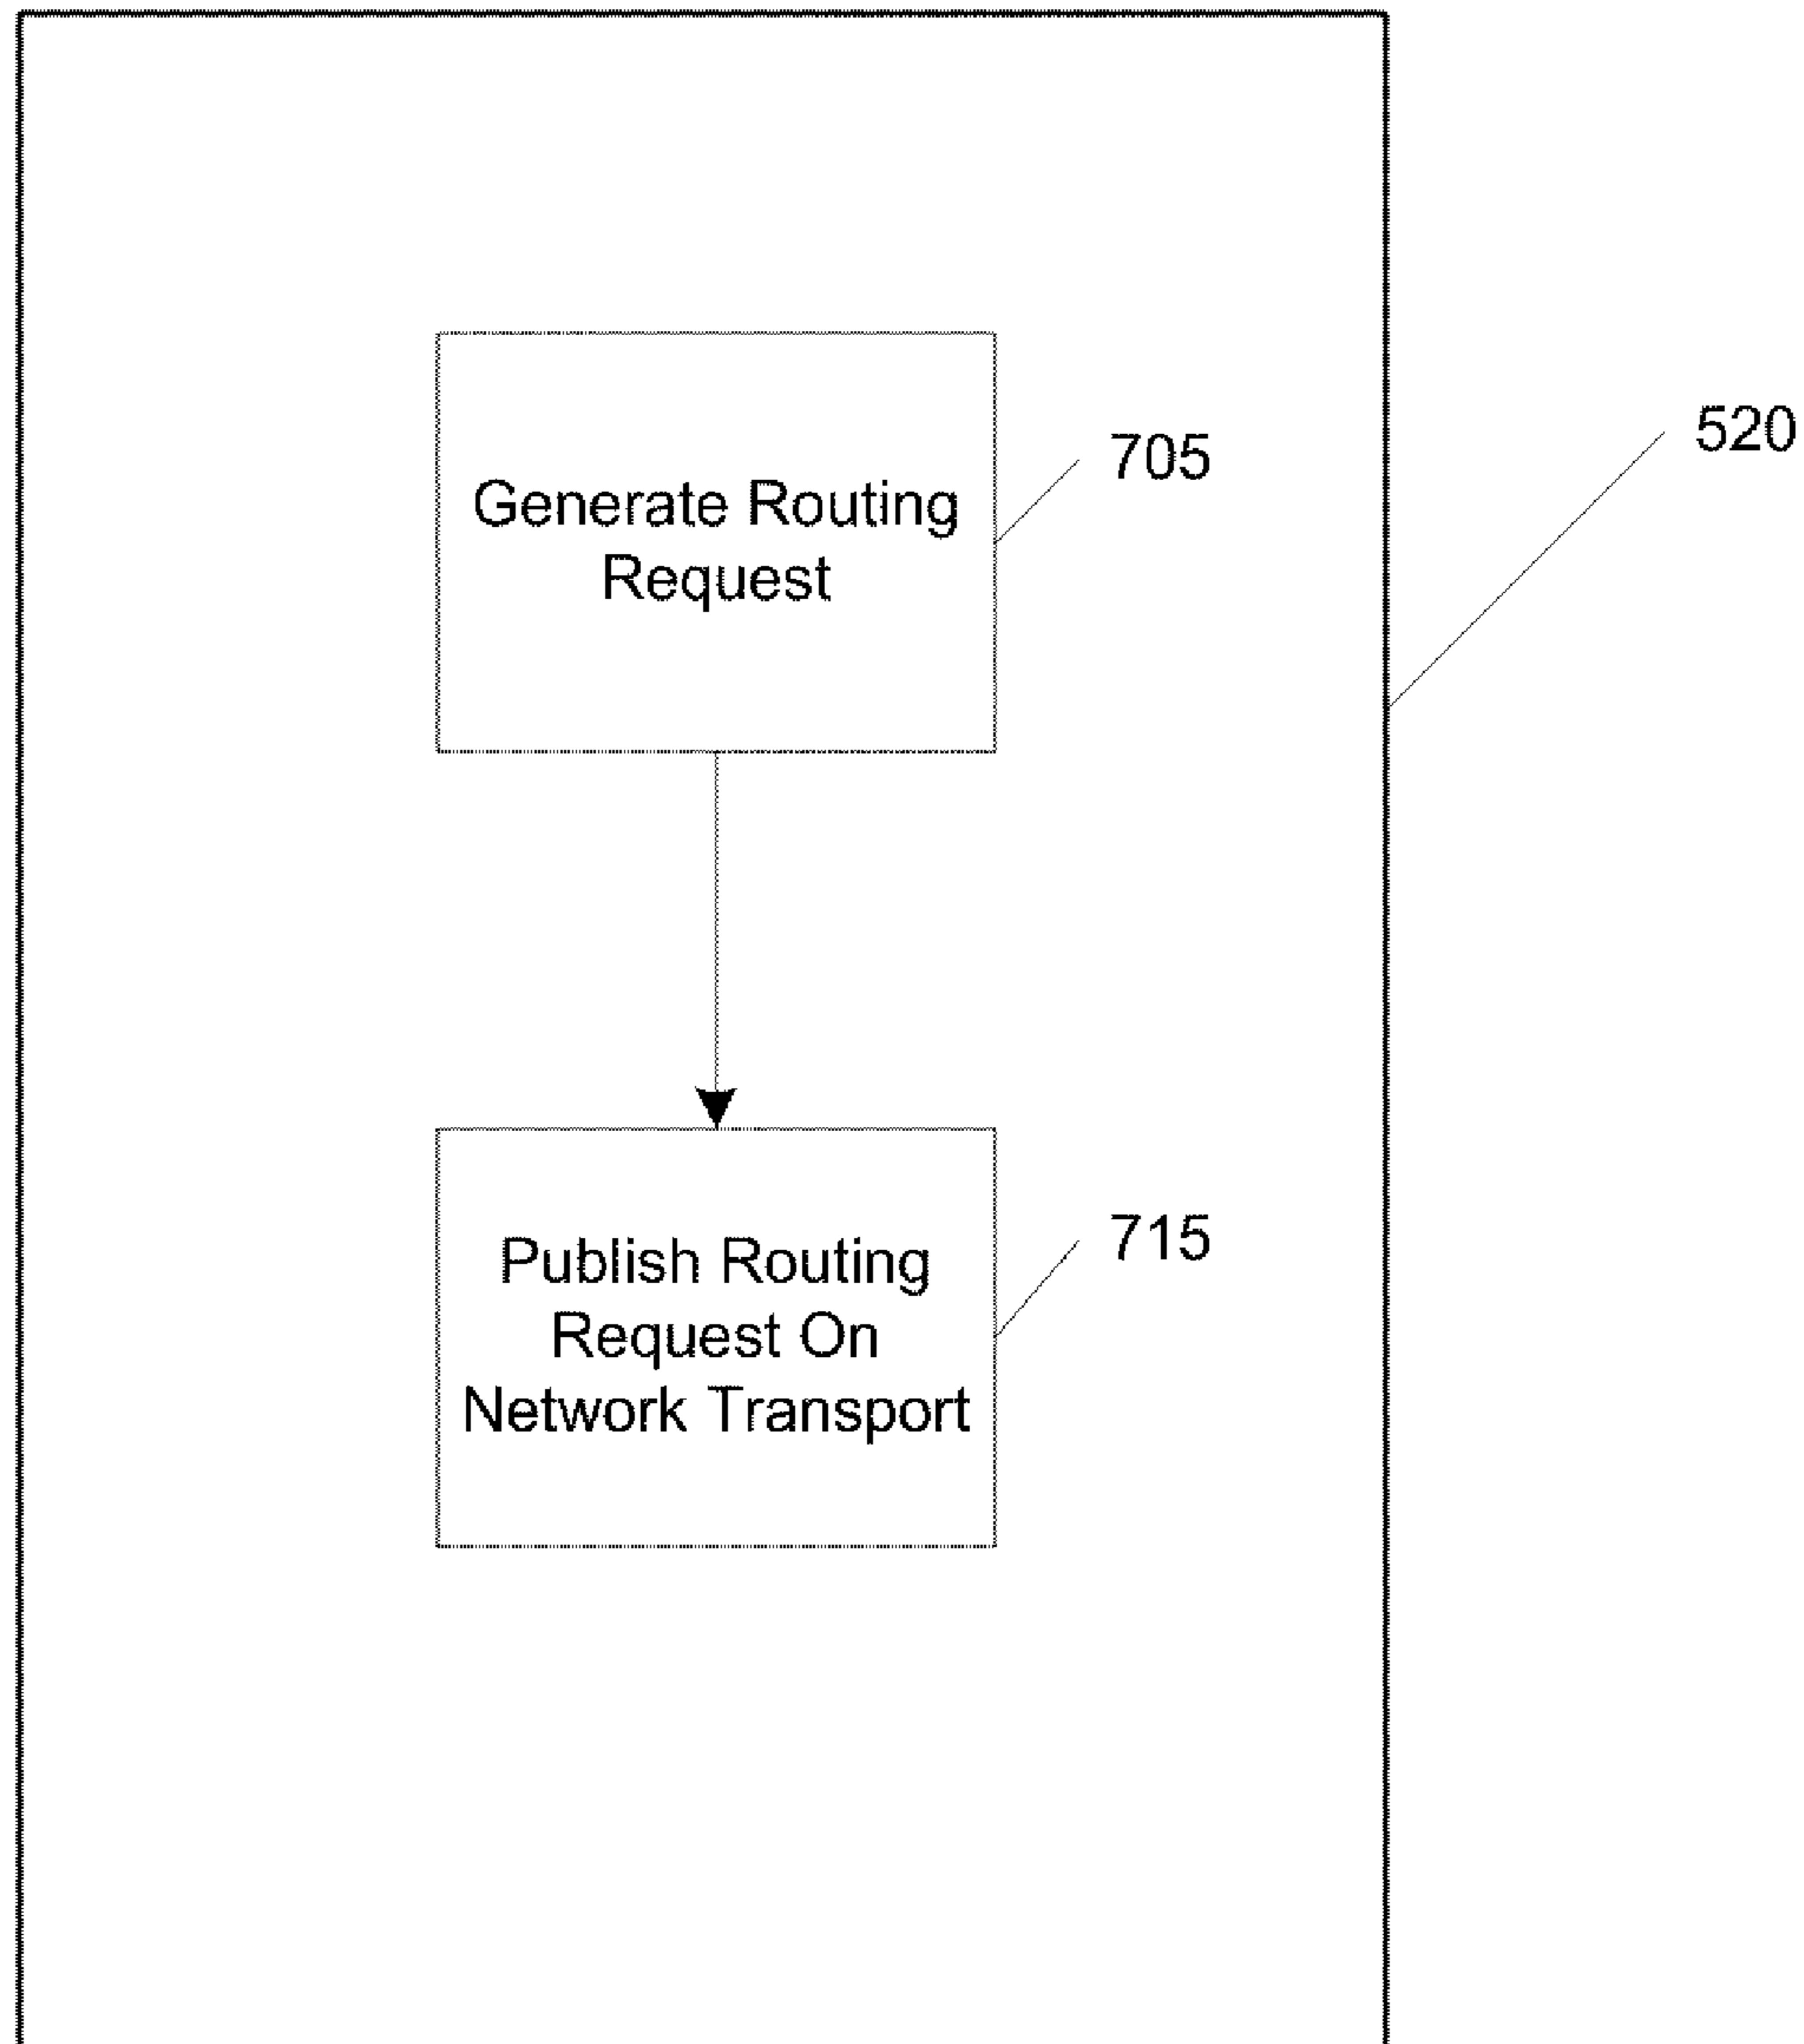 520
705
Generate Routing
Request
715
Publish Routing
Request On
Network Transport